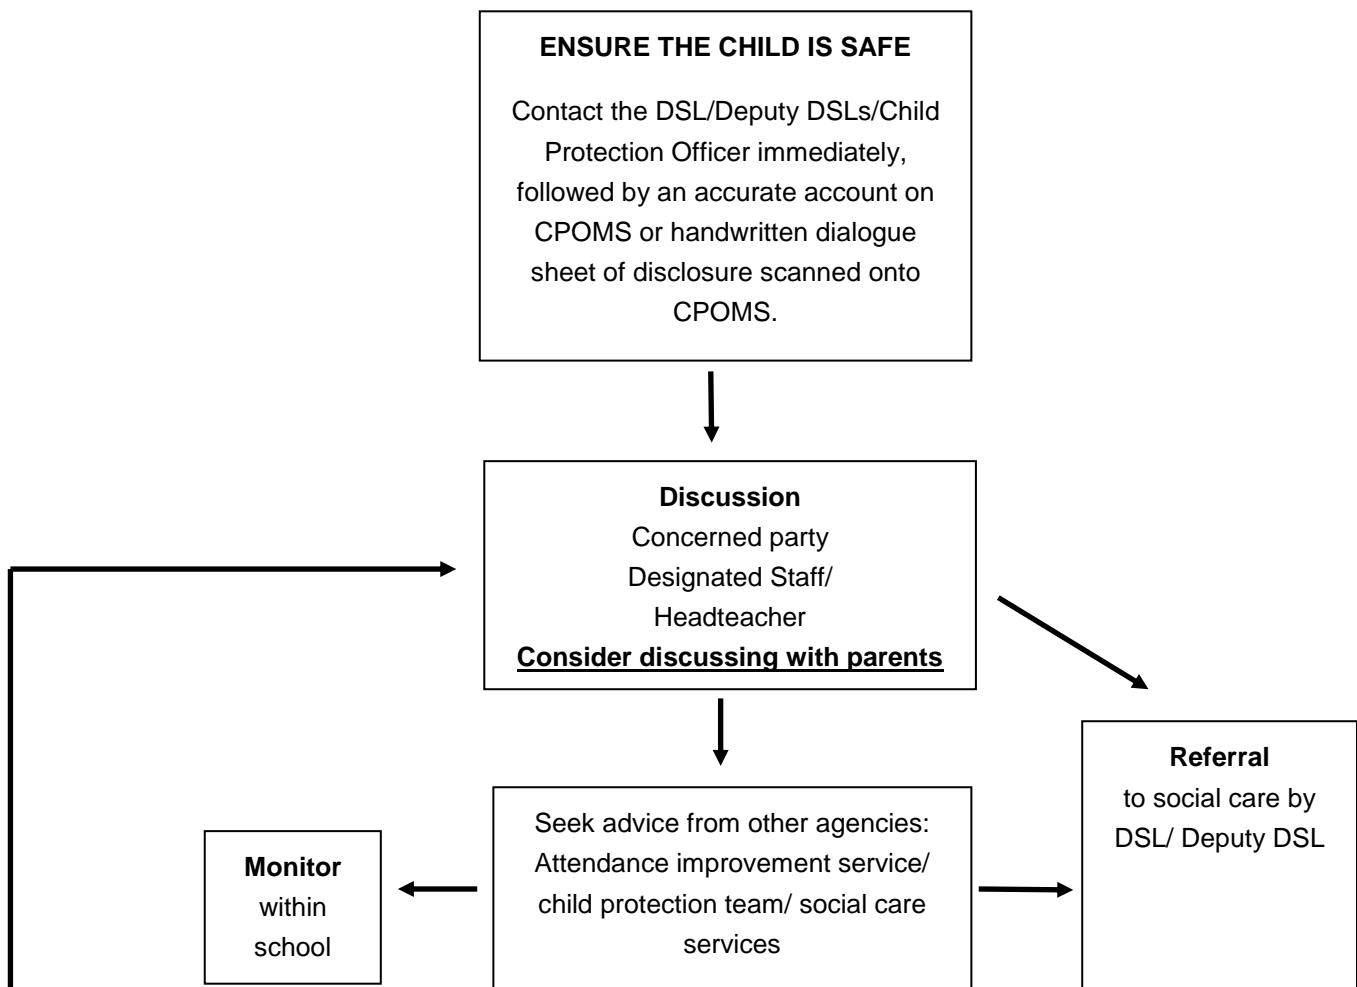 ENSURE THE CHILD IS SAFE
Contact the DSL/Deputy DSLs/Child
Protection Officer immediately,
followed by an accurate account on
CPOMS or handwritten dialogue
sheet of disclosure scanned onto
CPOMS.
Discussion
Concerned party
Designated Staff/
Headteacher
Consider discussing with parents
Referral
to social care by
DSL/ Deputy DSL
Seek advice from other agencies:
Attendance improvement service/
child protection team/ social care
services
Monitor
within
school